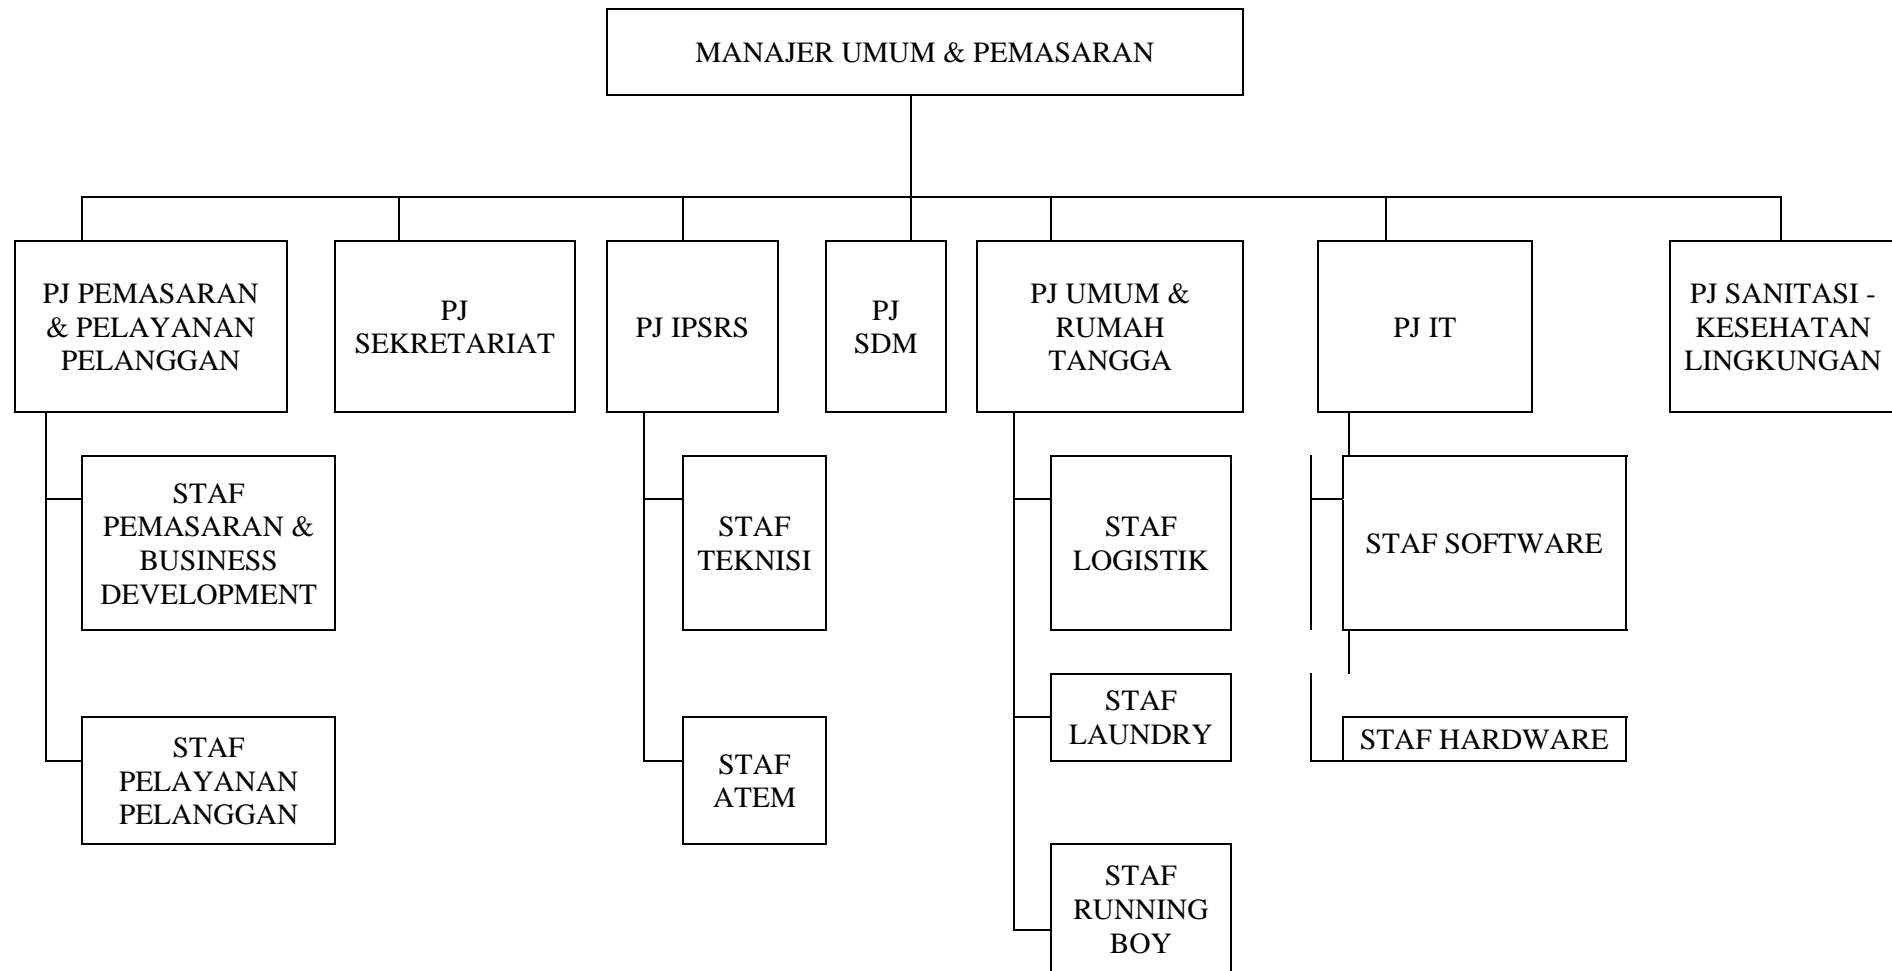 MANAJER UMUM & PEMASARAN
PJ PEMASARAN
& PELAYANAN
PELANGGAN
PJ
SEKRETARIAT
PJ IPSRS
PJ
SDM
PJ UMUM &
RUMAH
TANGGA
PJ IT
PJ SANITASI -
KESEHATAN
LINGKUNGAN
STAF
PEMASARAN &
BUSINESS
DEVELOPMENT
STAF
TEKNISI
STAF
LOGISTIK
STAF SOFTWARE
STAF
PELAYANAN
PELANGGAN
STAF
ATEM
STAF
LAUNDRY
STAF HARDWARE
STAF
RUNNING
BOY